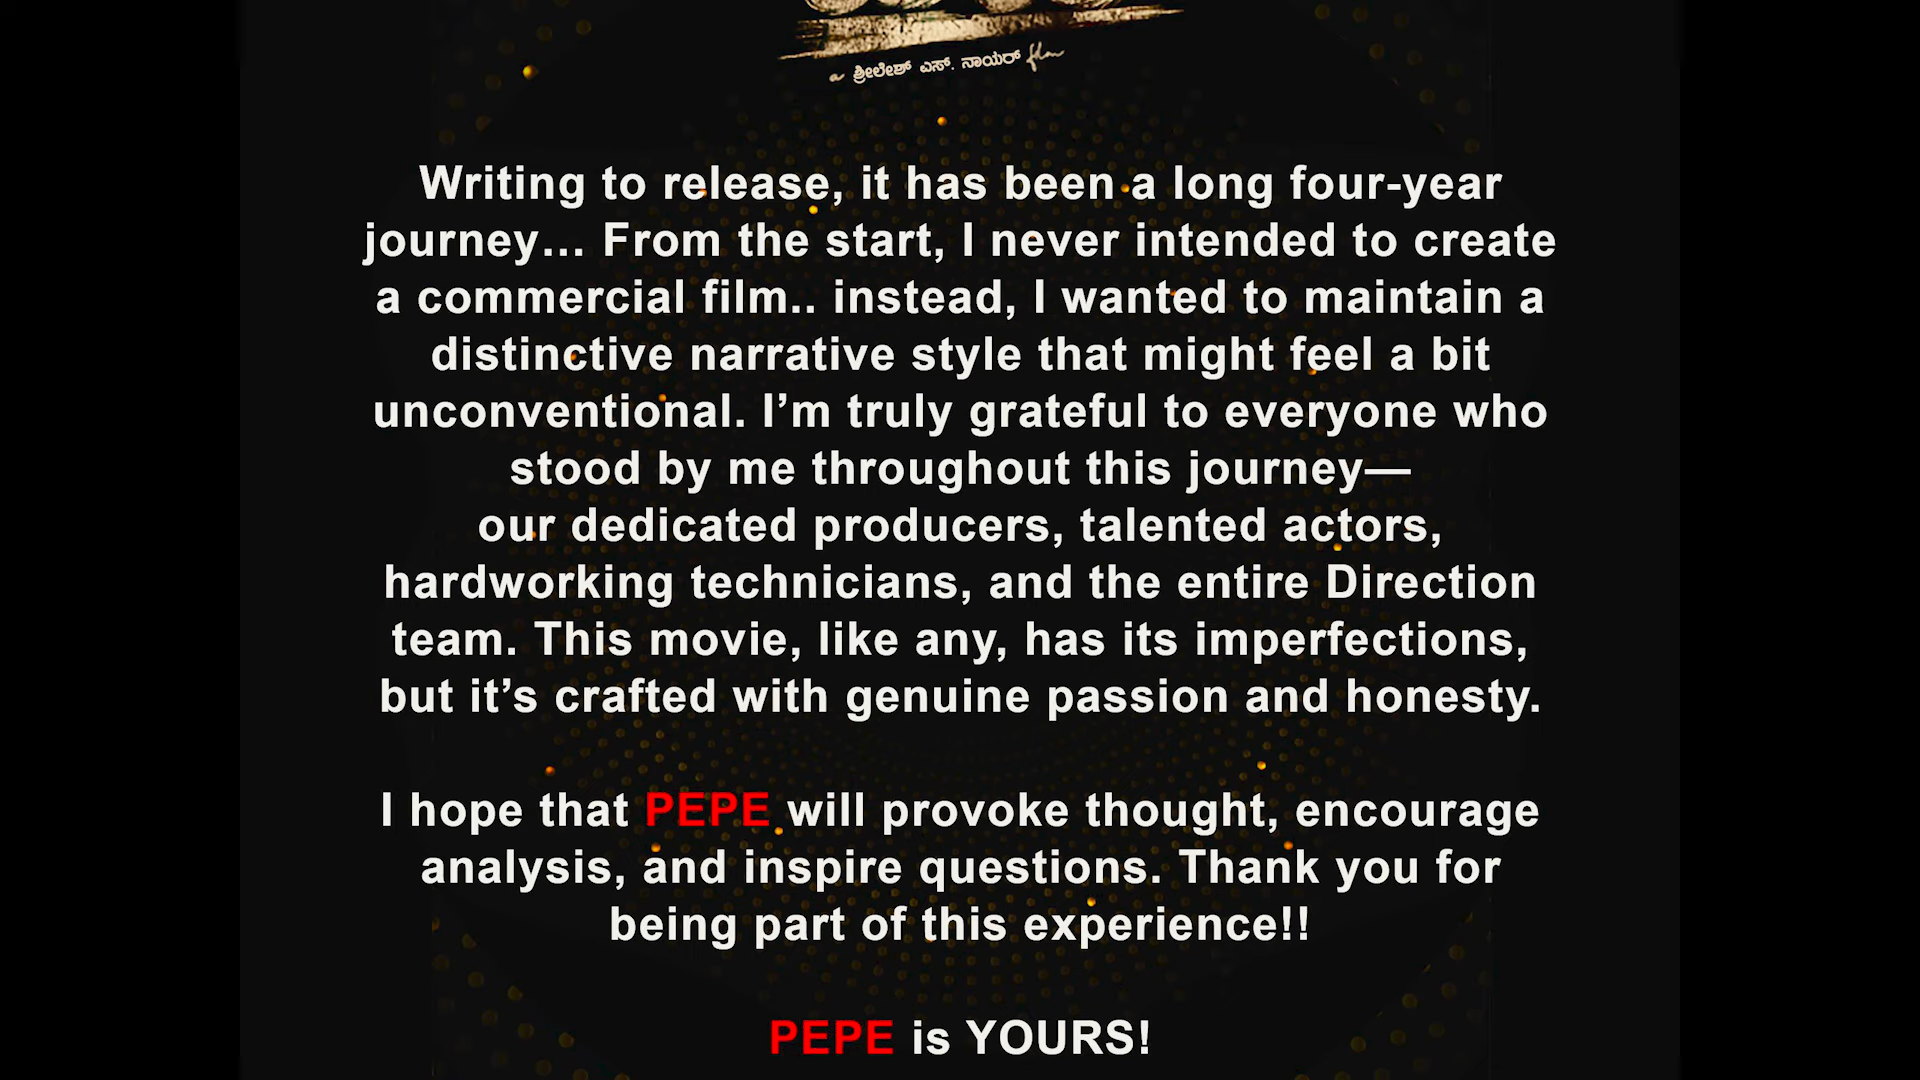 a ಶ್ರೀಲೇಶ್ ಎಸ್. ನಾಯರ್ film
Writing to release, it has been a long four-year
journey... From the start, I never intended to create
a commercial film.. instead, I wanted to maintain a
distinctive narrative style that might feel a bit
unconventional. I’m truly grateful to everyone who
stood by me throughout this journey—
our dedicated producers, talented actors,
hardworking technicians, and the entire Direction
team. This movie, like any, has its imperfections,
but it’s crafted with genuine passion and honesty.
I hope that PEPE will provoke thought, encourage
analysis, and inspire questions. Thank you for
being part of this experience!!
PEPE is YOURS!